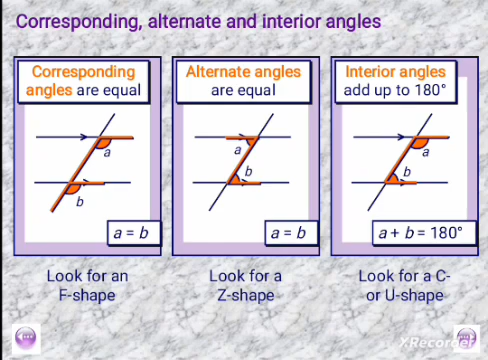 Corresponding, alternate and interior angles
Corresponding
angles are equal
a
b
a = b
Look for an
F-shape
Alternate angles
are equal
a
b
a = b
Look for a
Z-shape
Interior angles
add up to 180°
a
b
a + b = 180°
Look for a C-
or U-shape
XRecorder